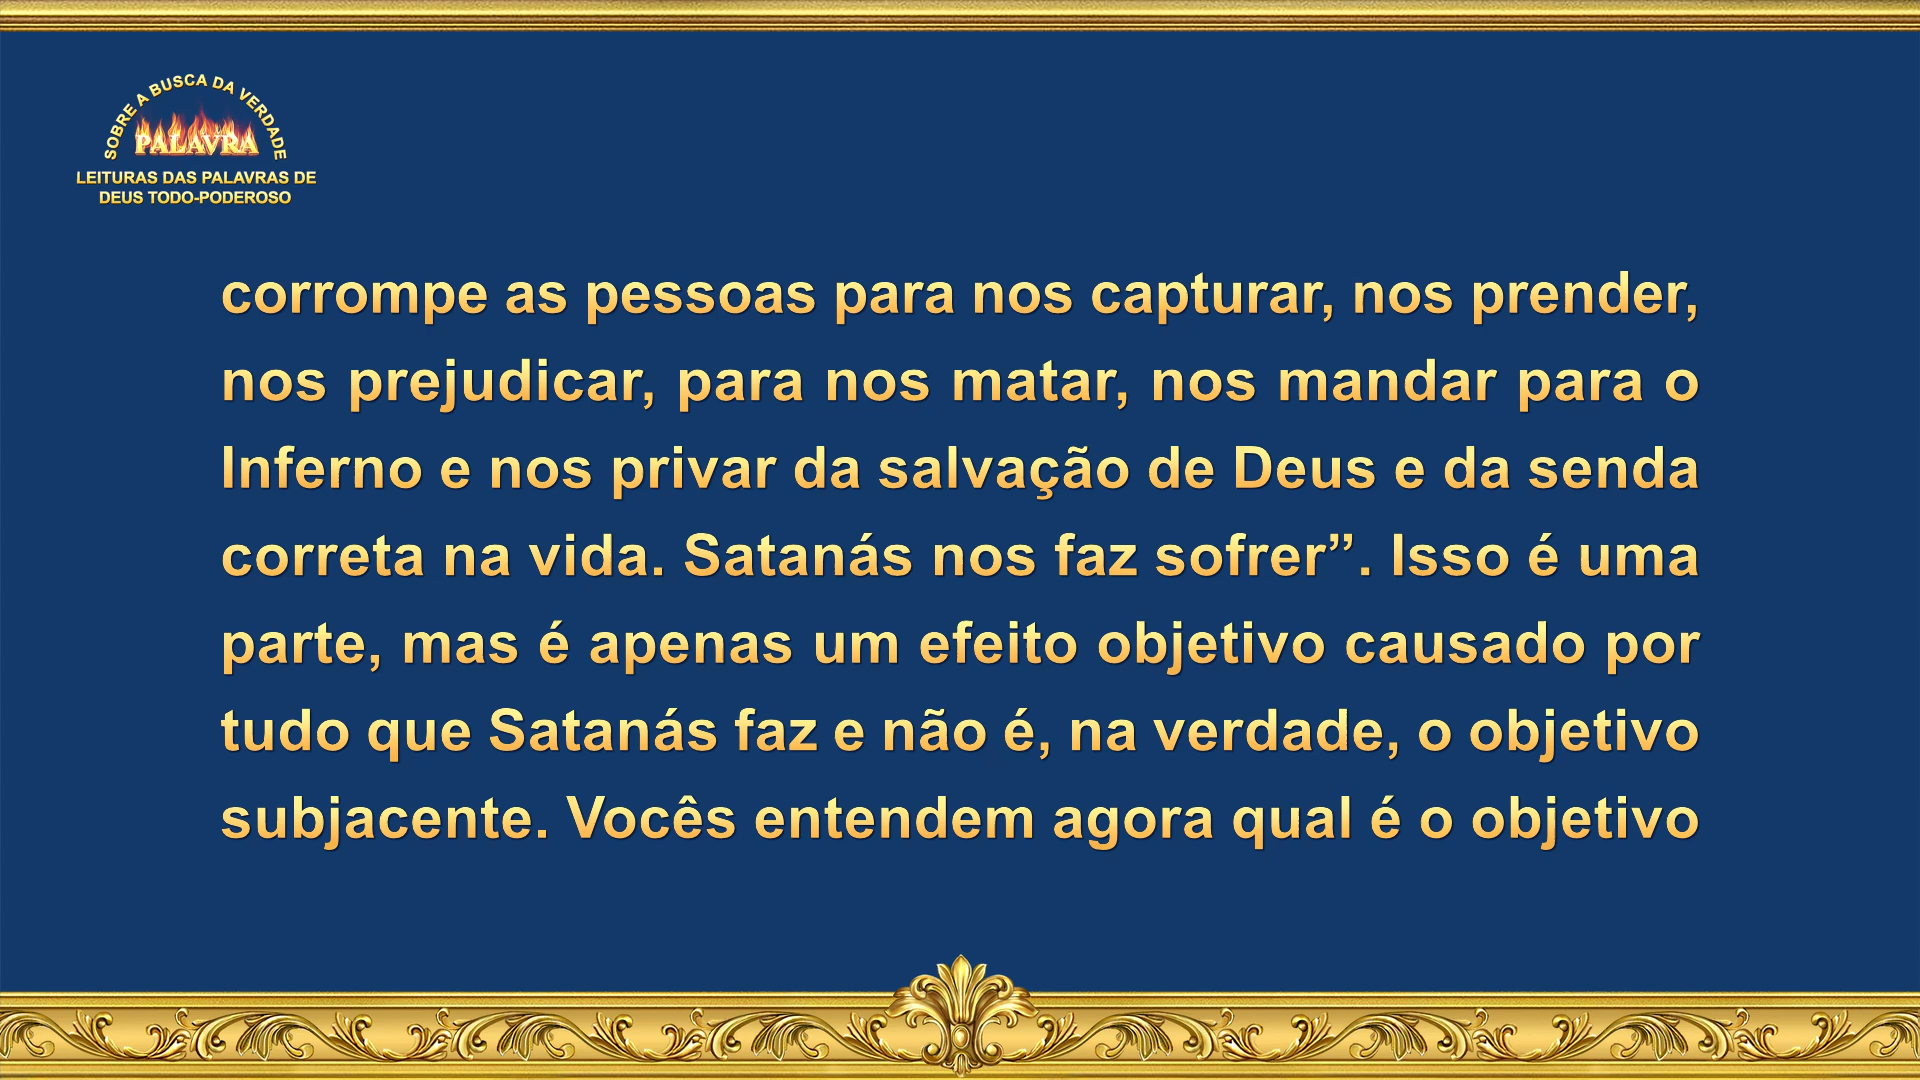 SOBRE A BUSCA DA VERDADE
PALAVRA
LEITURAS DAS PALAVRAS DE
DEUS TODO-PODEROSO
corrompe as pessoas para nos capturar, nos prender,
nos prejudicar, para nos matar, nos mandar para o
Inferno e nos privar da salvação de Deus e da senda
correta na vida. Satanás nos faz sofrer”. Isso é uma
parte, mas é apenas um efeito objetivo causado por
tudo que Satanás faz e não é, na verdade, o objetivo
subjacente. Vocês entendem agora qual é o objetivo